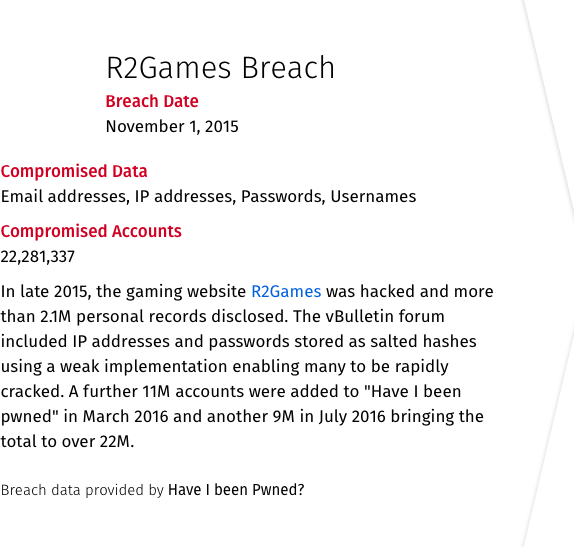 R2Games Breach
Breach Date
November 1, 2015
Compromised Data
Email addresses, IP addresses, Passwords, Usernames
Compromised Accounts
22,281,337
In late 2015, the gaming website R2Games was hacked and more
than 2.1M personal records disclosed. The vBulletin forum
included IP addresses and passwords stored as salted hashes
using a weak implementation enabling many to be rapidly
cracked. A further 11M accounts were added to "Have I been
pwned" in March 2016 and another 9M in July 2016 bringing the
total to over 22M.
Breach data provided by Have I been Pwned?